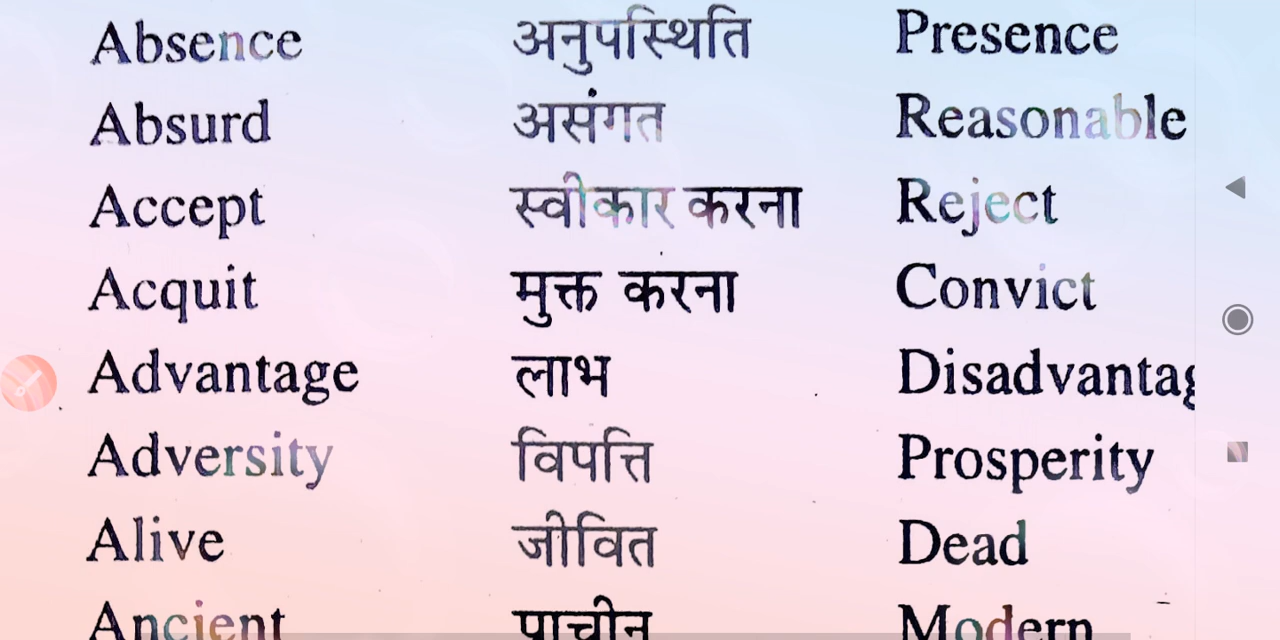 Absence अनुपस्थिति Presence
Absurd असंगत Reasonable
Accept स्वीकार करना Reject
Acquit मुक्त करना Convict
Advantage लाभ Disadvantag
Adversity विपत्ति Prosperity
Alive जीवित Dead
Ancient प्राचीन Modern